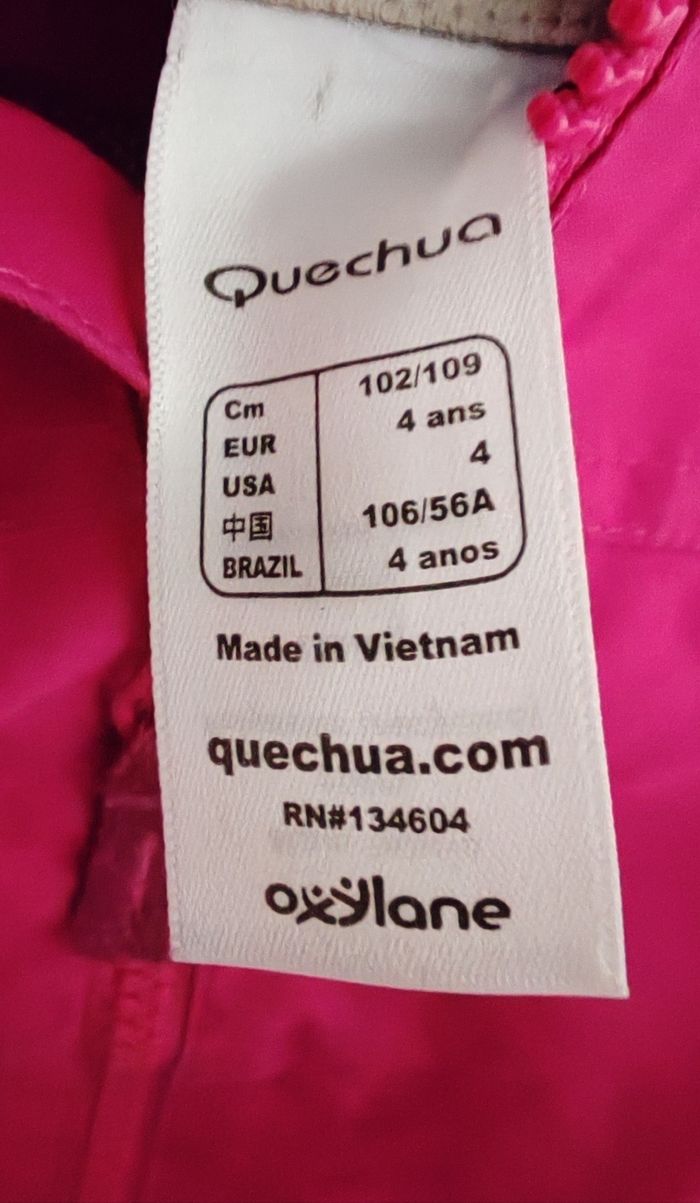 Quechua
Cm 102/109
EUR 4 ans
USA 4
中国 106/56A
BRAZIL 4 anos
Made in Vietnam
quechua.com
RN#134604
oxylane